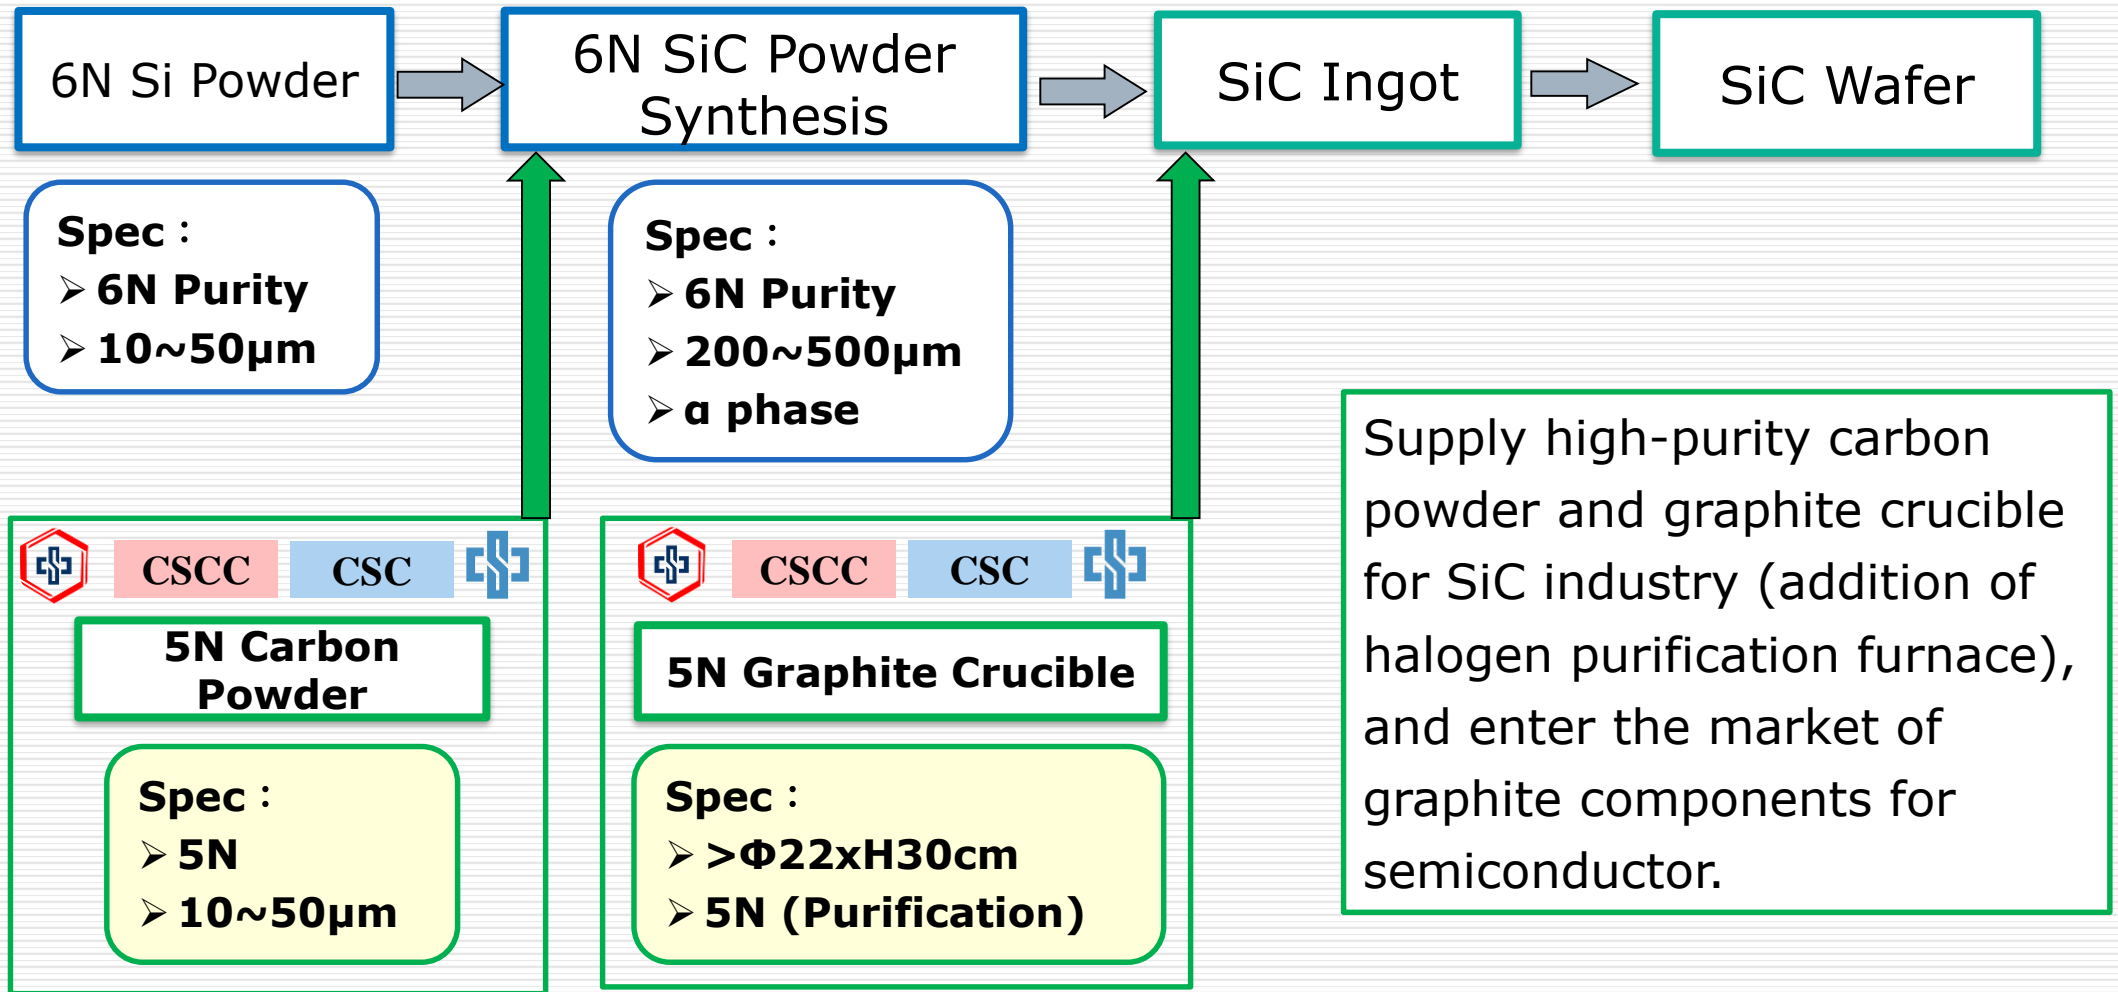 6N Si Powder
6N SiC Powder
Synthesis
SiC Ingot
SiC Wafer
Spec：
➢ 6N Purity
➢ 10~50μm
Spec：
➢ 6N Purity
➢ 200~500μm
➢ α phase
CSCC
CSC
5N Carbon
Powder
Spec：
➢ 5N
➢ 10~50μm
CSCC
CSC
5N Graphite Crucible
Spec：
➢ >Φ22xH30cm
➢ 5N (Purification)
Supply high-purity carbon
powder and graphite crucible
for SiC industry (addition of
halogen purification furnace),
and enter the market of
graphite components for
semiconductor.